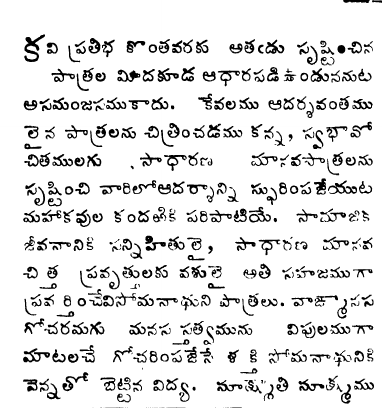 కవి ప్రతిభ కొంతవరకు అతఁడు సృష్టించిన
పాత్రల మీదకూడ ఆధారపడి ఉండుననుట
అసమంజసముకాదు. కేవలము ఆదర్శవంతము
లైన పాత్రలను చిత్రించడము కన్న, స్వభావో
చితములగు సాధారణ మానవపాత్రలను
సృష్టించి వారిలోఆదర్శాన్ని స్ఫురింపజేయుట
మహాకవుల కందఱికి పరిపాటియే. సామాజిక
జీవనానికి సన్నిహితులై, సాధారణ మానవ
చిత్త ప్రవృత్తులకు వశులై అతి సహజముగా
ప్రవర్తించేవిసోమనాథుని పాత్రలు. వాఙ్మానస
గోచరమగు మనస్తత్వమును విపులముగా
మాటలచే గోచరింపజేసే శక్తి సోమనాథునికి
వెన్నతో బెట్టిన విద్య. సూక్ష్మాతి సూక్ష్మము